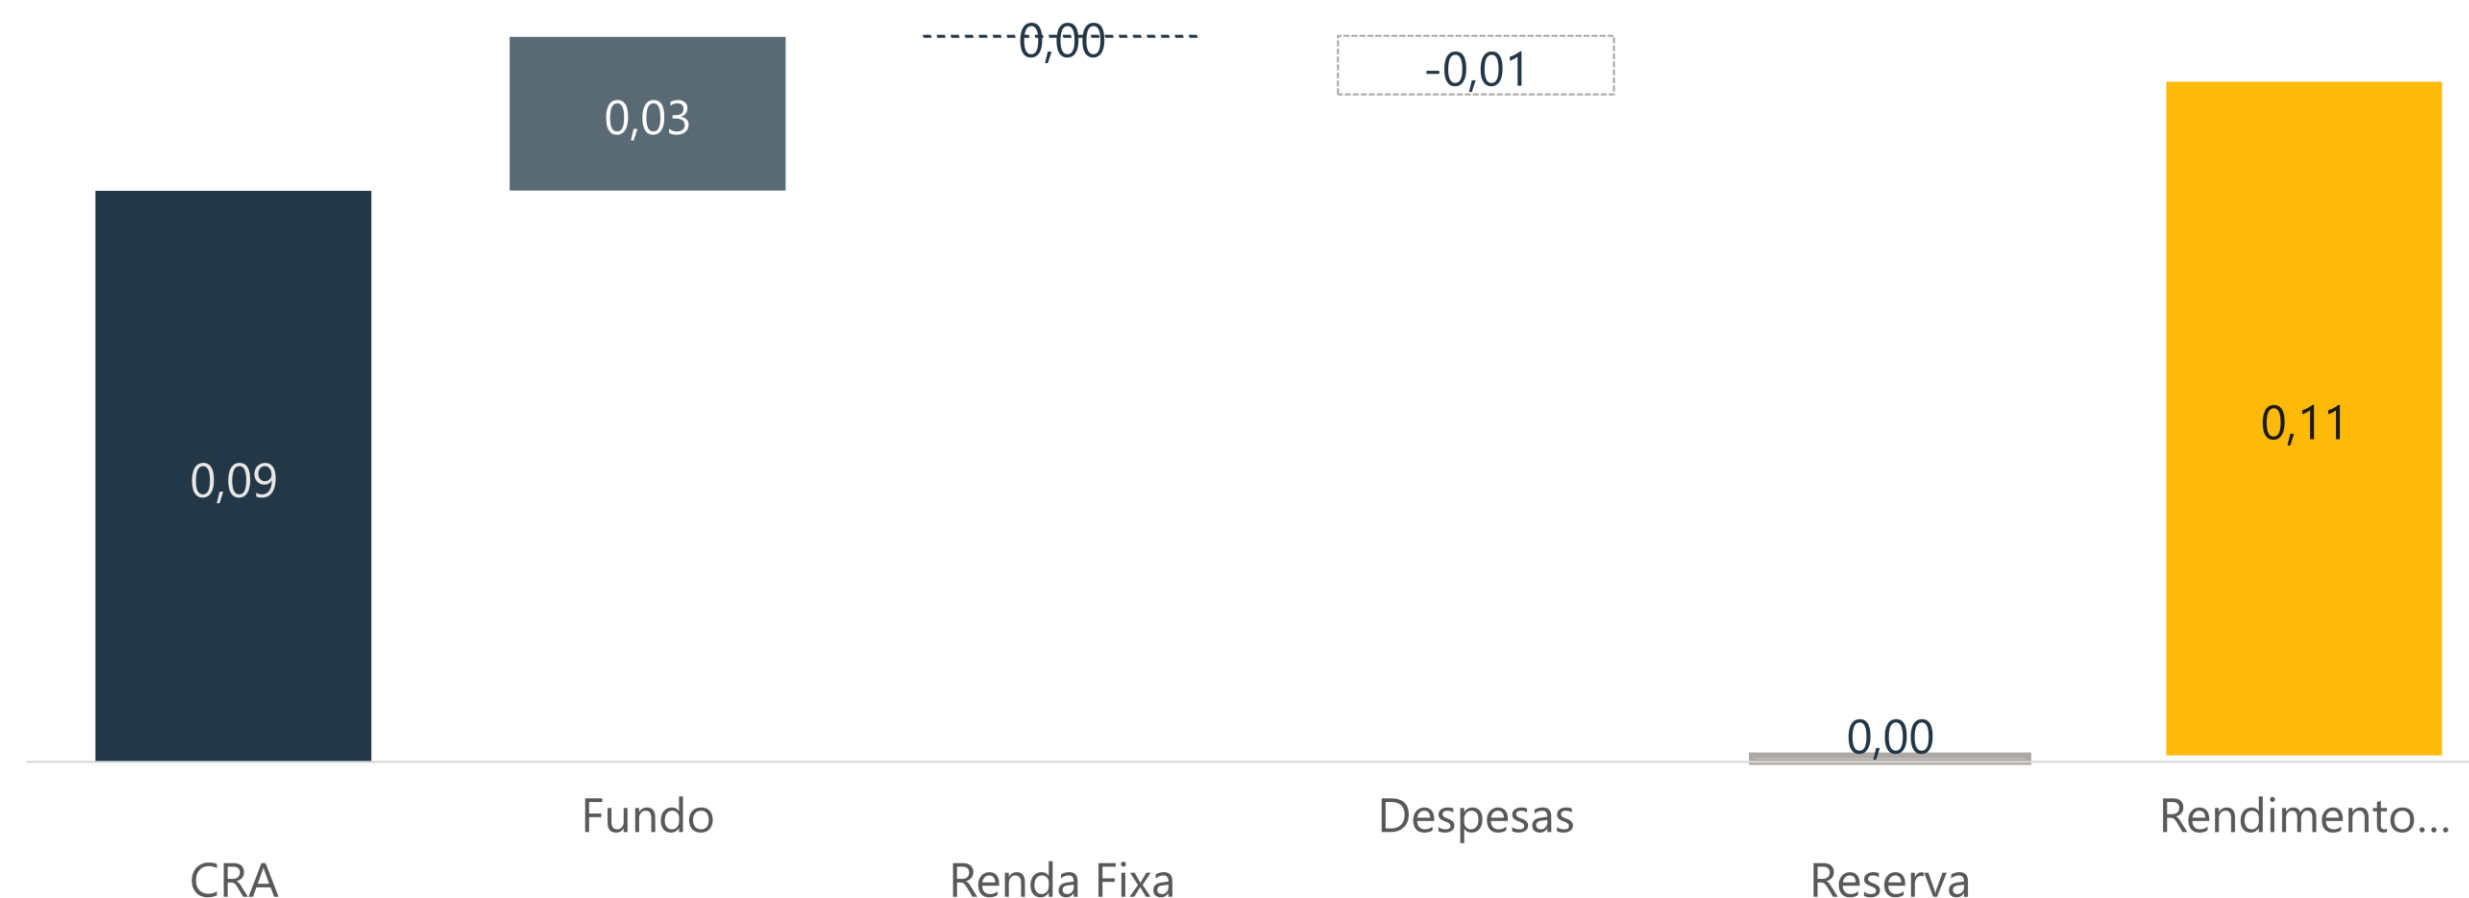 0,00
-0,01
0,03
0,11
0,09
0,00
Fundo
Despesas
Rendimento...
CRA
Renda Fixa
Reserva